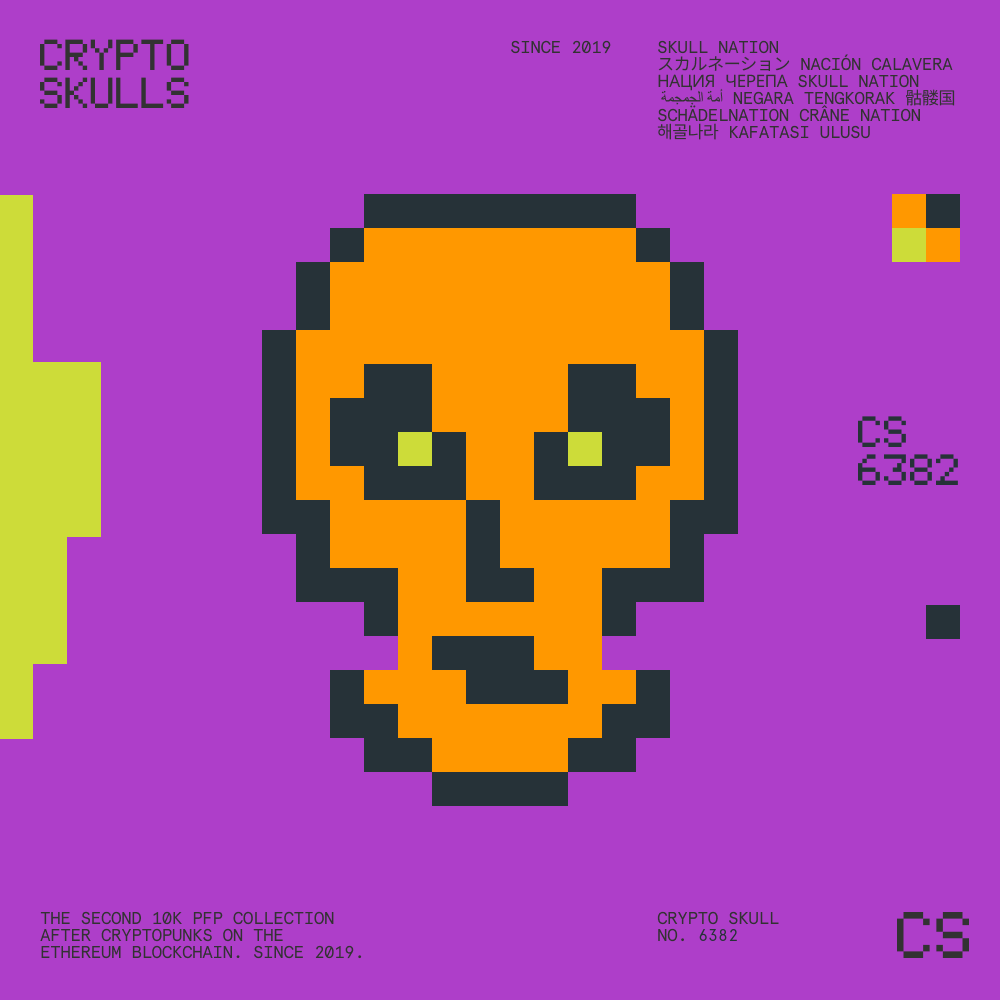 CRYPTO
SKULLS
SINCE 2019
SKULL NATION
スカルネーション NACIÓN CALAVERA
НАЦИЯ ЧЕРЕПА SKULL NATION
أمة الجمجمة NEGARA TENGKORAK 骷髅国
SCHÄDELNATION CRÂNE NATION
해골나라 KAFATASI ULUSU
CS
6382
THE SECOND 10K PFP COLLECTION
AFTER CRYPTOPUNKS ON THE
ETHEREUM BLOCKCHAIN. SINCE 2019.
CRYPTO SKULL
NO. 6382
CS